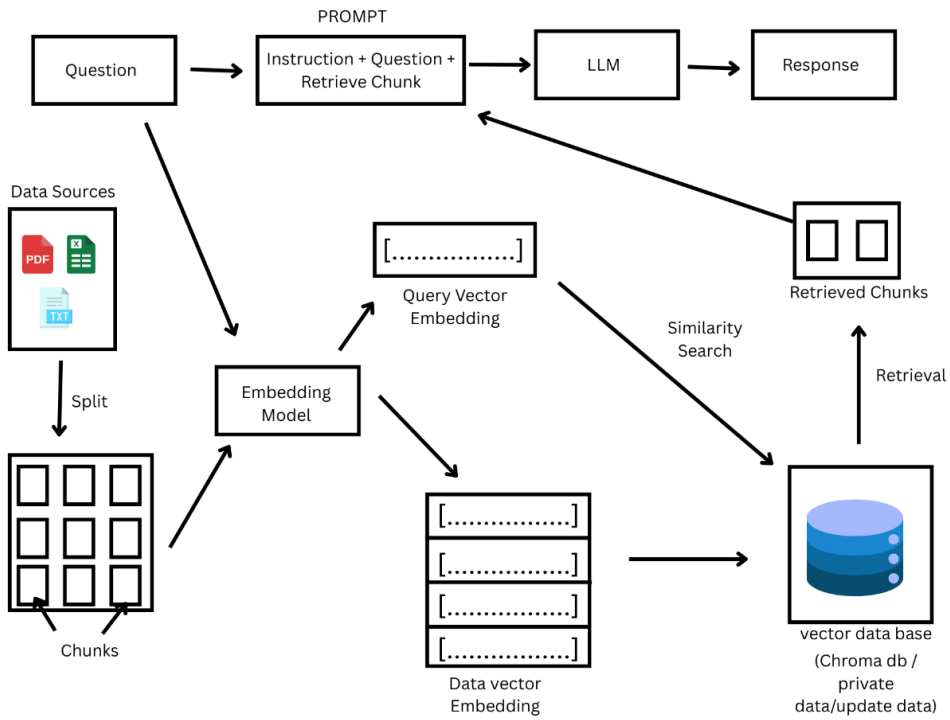 PROMPT
Question
Instruction + Question +
Retrieve Chunk
LLM
Response
Data Sources
PDF
X
TXT
[................]
Query Vector
Embedding
Retrieved Chunks
Similarity
Search
Retrieval
Split
Embedding
Model
[..................]
[..................]
[..................]
[..................]
Chunks
Data vector
Embedding
vector data base
(Chroma db /
private
data/update data)